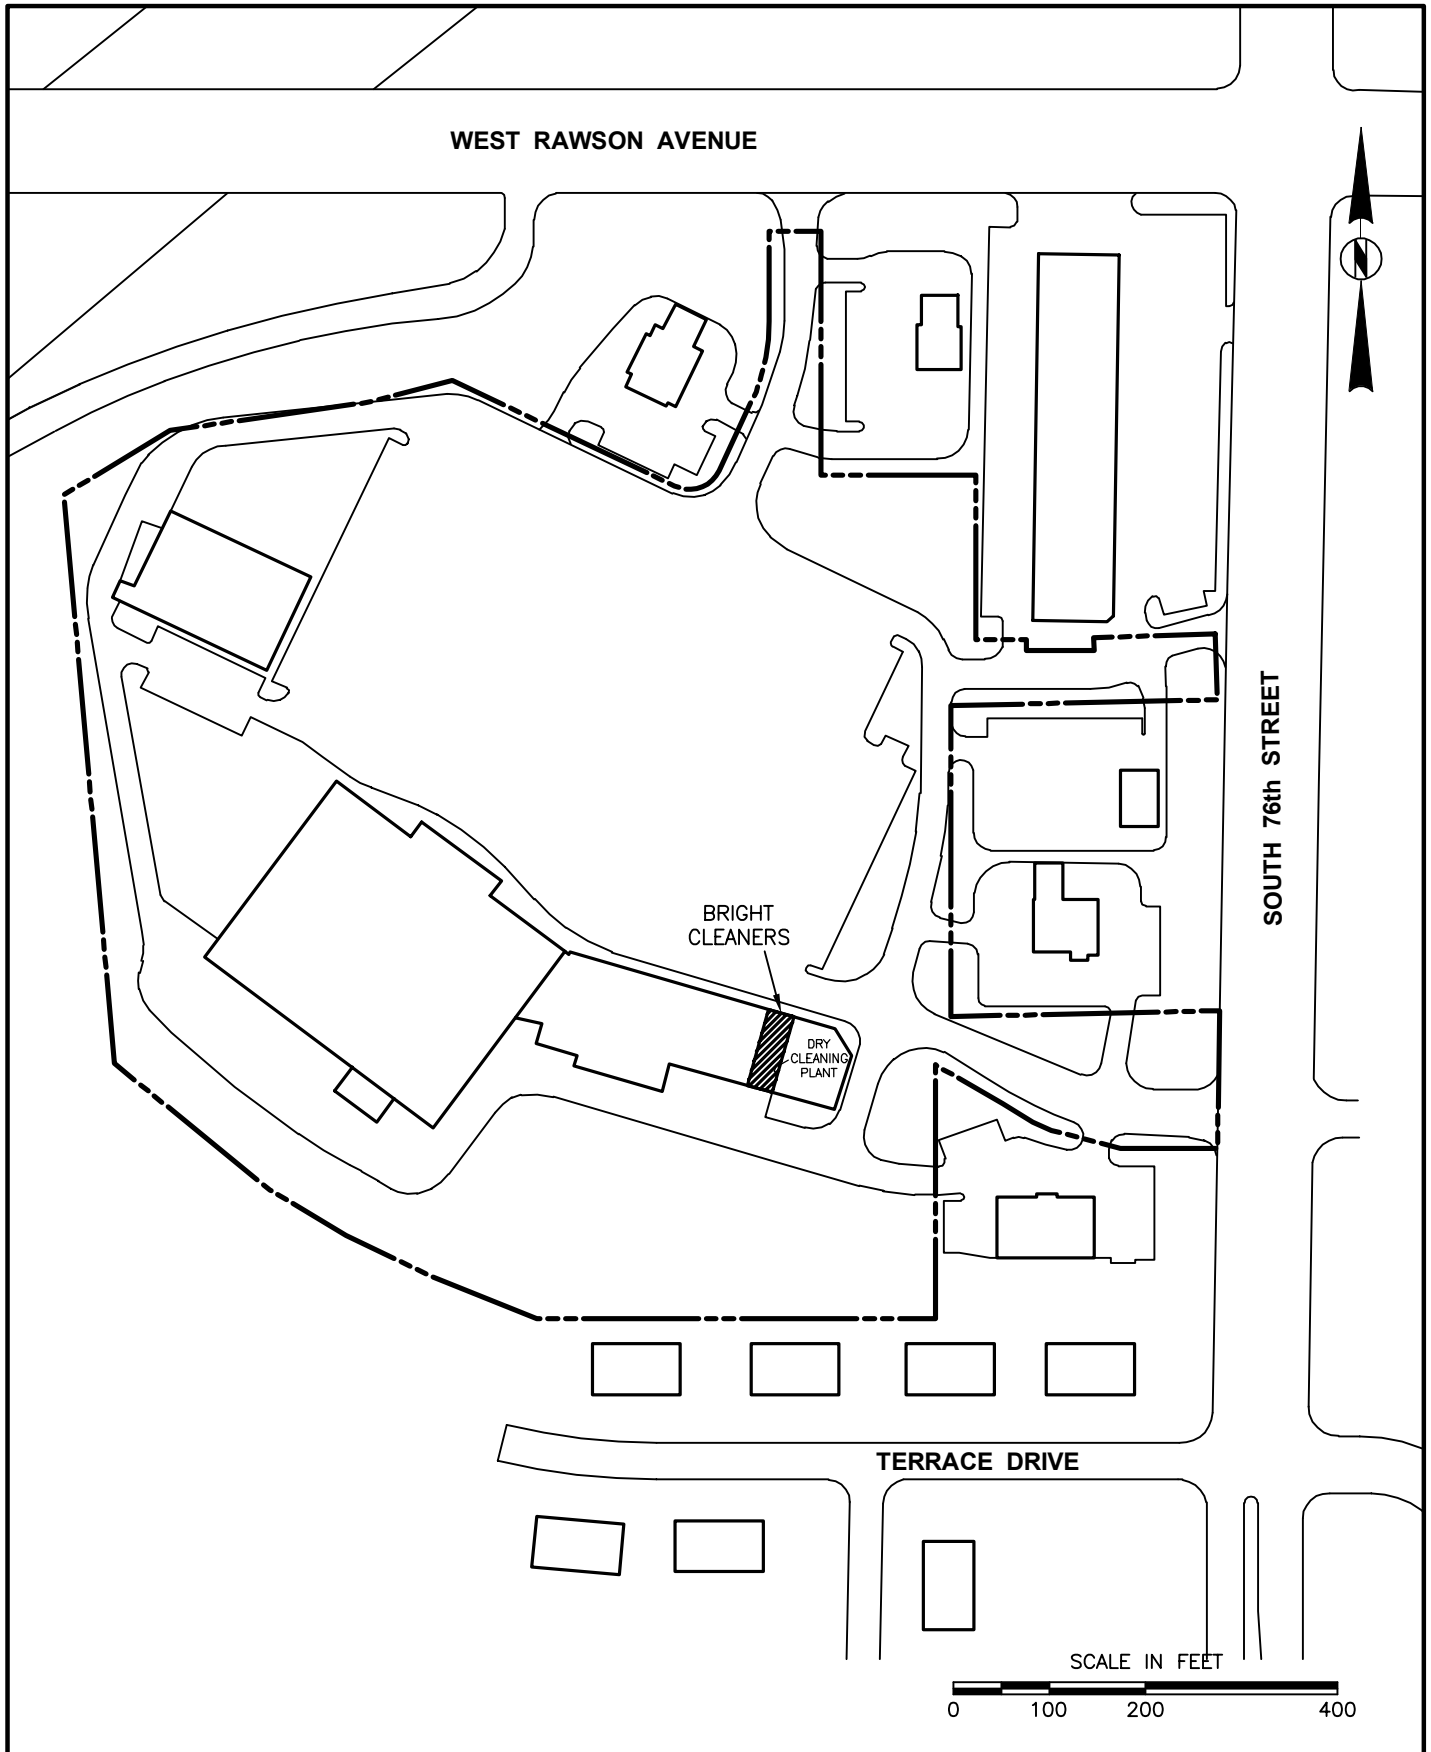 WEST RAWSON AVENUE
N
SOUTH 76th STREET
BRIGHT
CLEANERS
DRY
CLEANING
PLANT
TERRACE DRIVE
SCALE IN FEET
0 100 200 400